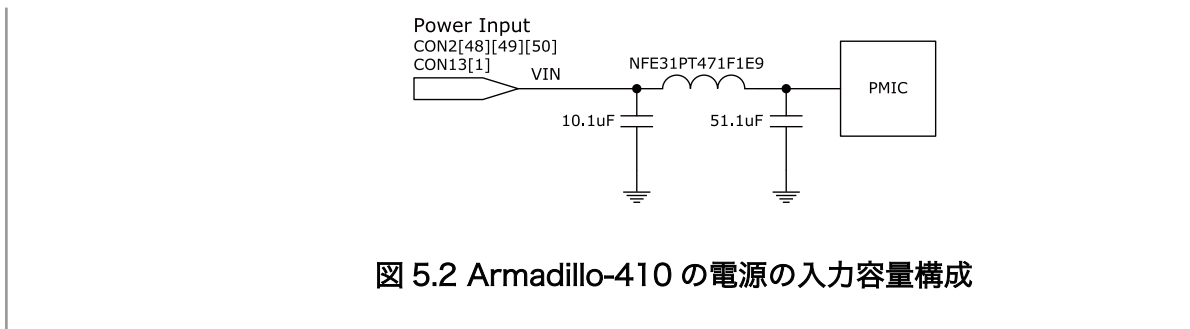 Power Input
CON2[48][49][50]
CON13[1]
VIN
NFE31PT471F1E9
PMIC
10.1uF
51.1uF
図 5.2 Armadillo-410 の電源の入力容量構成